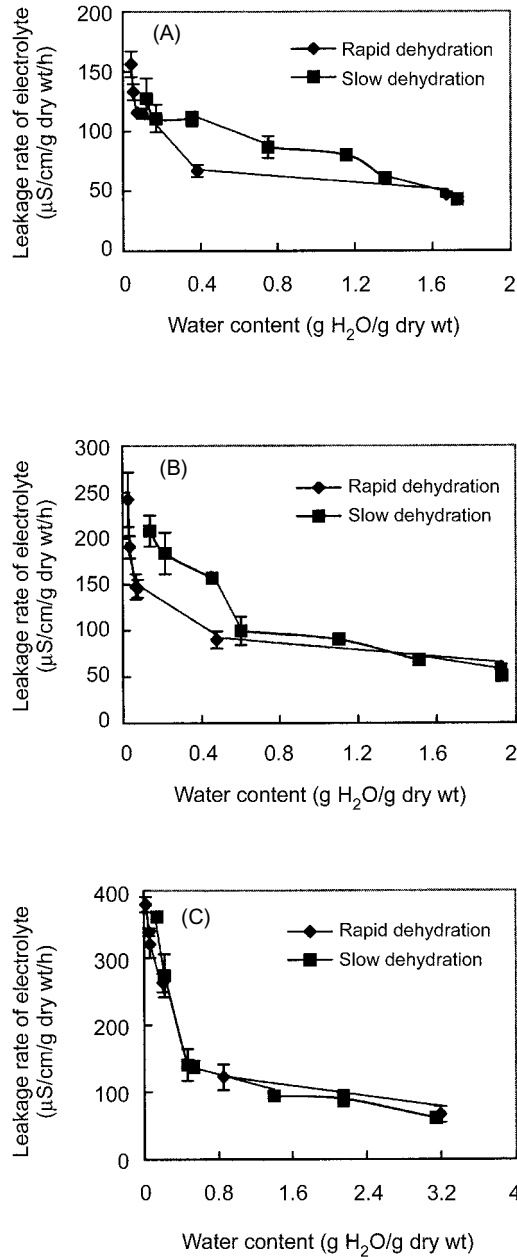 (A)
Rapid dehydration
Slow dehydration
Leakage rate of electrolyte
(µS/cm/g dry wt/h)
200
150
100
50
0
0 0.4 0.8 1.2 1.6 2
Water content (g H₂O/g dry wt)
(B)
Rapid dehydration
Slow dehydration
Leakage rate of electrolyte
(µS/cm/g dry wt/h)
300
250
200
150
100
50
0
0 0.4 0.8 1.2 1.6 2
Water content (g H₂O/g dry wt)
(C)
Rapid dehydration
Slow dehydration
Leakage rate of electrolyte
(µS/cm/g dry wt/h)
400
300
200
100
0
0 0.8 1.6 2.4 3.2 4
Water content (g H₂O/g dry wt)